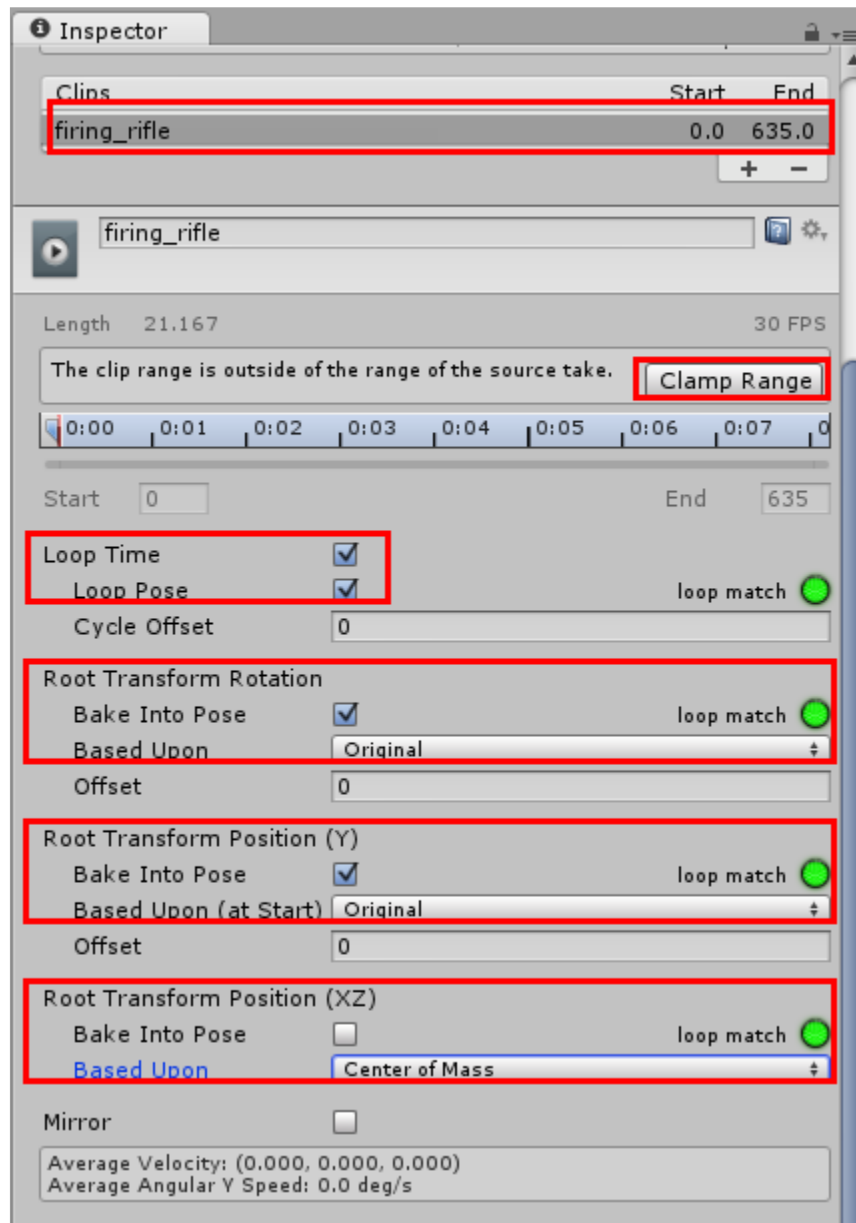 Inspector
Clips Start End
firing_rifle 0.0 635.0
+ −
firing_rifle
Length 21.167 30 FPS
The clip range is outside of the range of the source take. Clamp Range
0:00 0:01 0:02 0:03 0:04 0:05 0:06 0:07 0
Start 0 End 635
Loop Time
Loop Pose loop match
Cycle Offset 0
Root Transform Rotation
Bake Into Pose loop match
Based Upon Original
Offset 0
Root Transform Position (Y)
Bake Into Pose loop match
Based Upon (at Start) Original
Offset 0
Root Transform Position (XZ)
Bake Into Pose loop match
Based Upon Center of Mass
Mirror
Average Velocity: (0.000, 0.000, 0.000)
Average Angular Y Speed: 0.0 deg/s